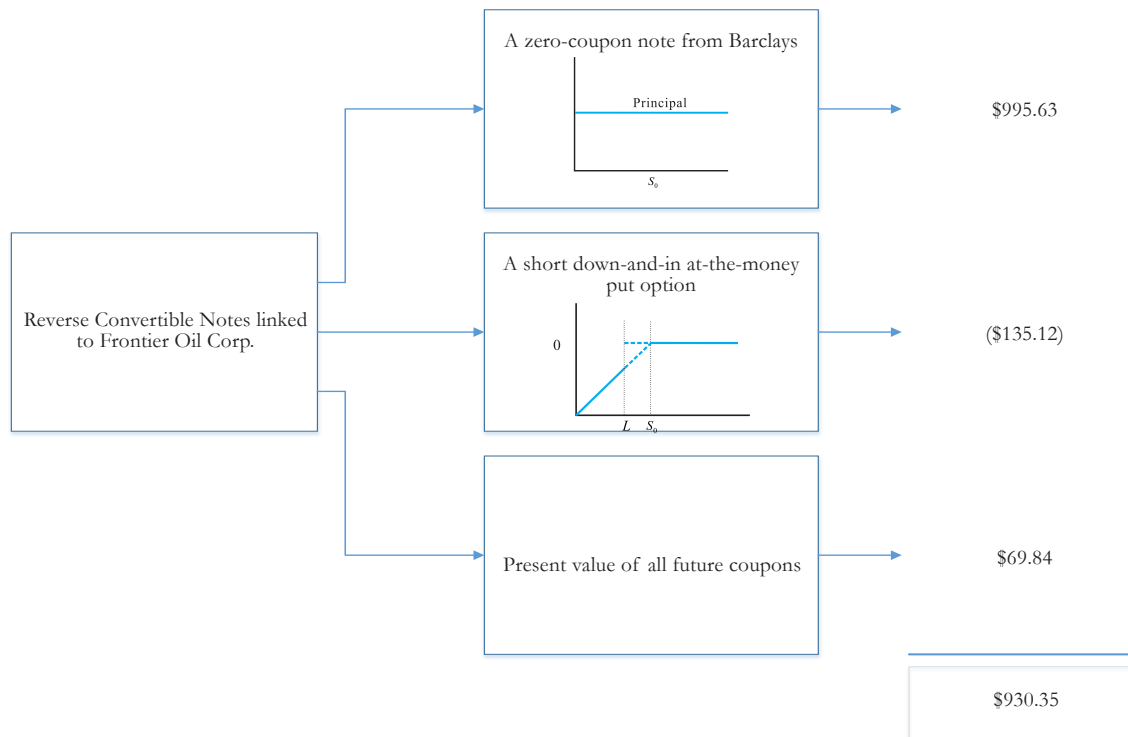 A zero-coupon note from Barclays
Principal
S₀
$995.63
Reverse Convertible Notes linked
to Frontier Oil Corp.
A short down-and-in at-the-money
put option
0
L S₀
($135.12)
Present value of all future coupons
$69.84
$930.35